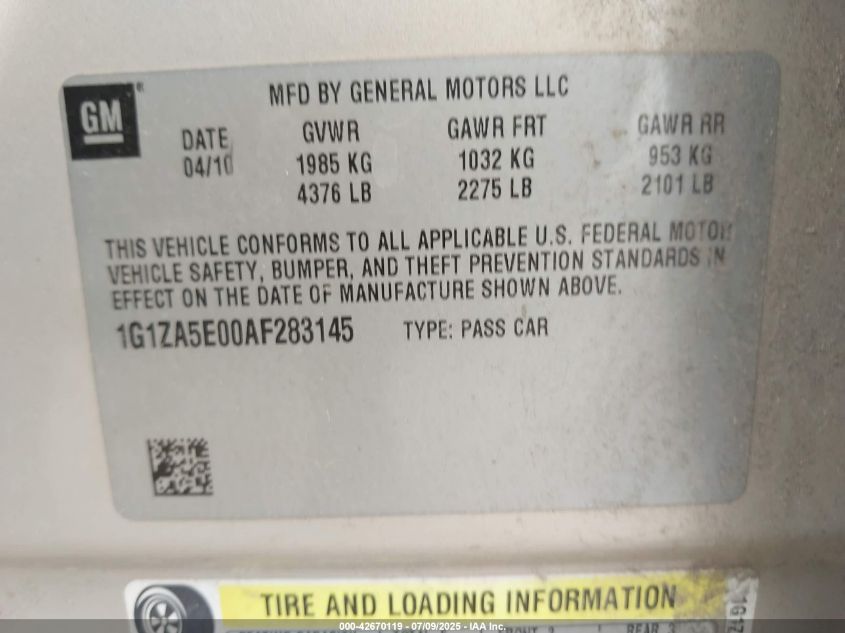 GM
MFD BY GENERAL MOTORS LLC
DATE GVWR GAWR FRT GAWR RR
04/10 1985 KG 1032 KG 953 KG
4376 LB 2275 LB 2101 LB
THIS VEHICLE CONFORMS TO ALL APPLICABLE U.S. FEDERAL MOTOR
VEHICLE SAFETY, BUMPER, AND THEFT PREVENTION STANDARDS IN
EFFECT ON THE DATE OF MANUFACTURE SHOWN ABOVE.
1G1ZA5E00AF283145 TYPE: PASS CAR
TIRE AND LOADING INFORMATION
1G1Z
REAR
000-42670119 - 07/09/2025 - IAA Inc.